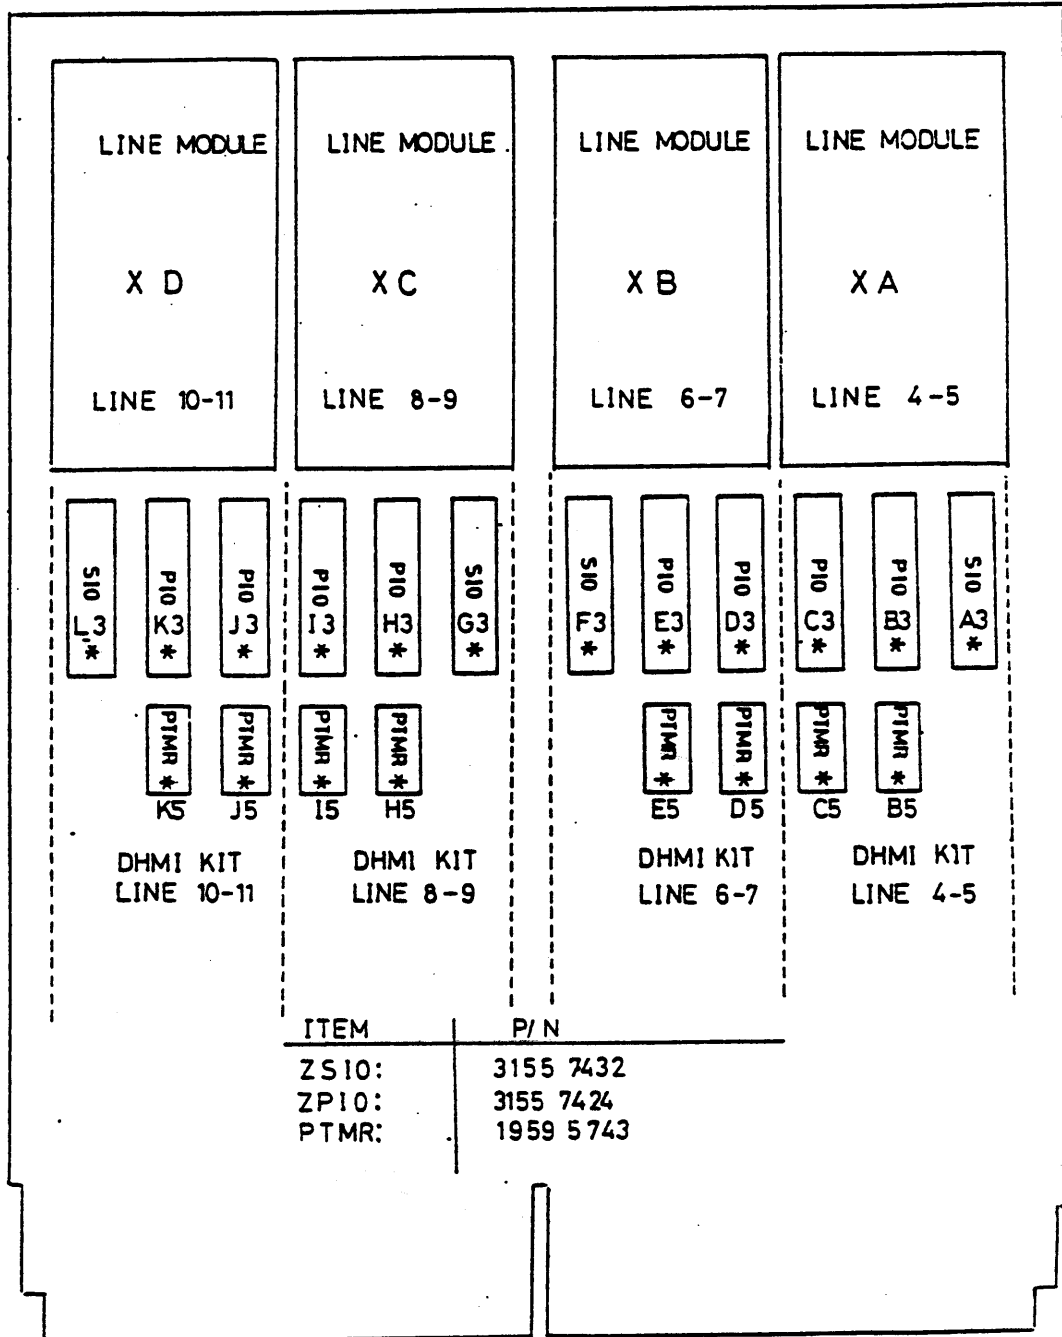 LINE MODULE LINE MODULE LINE MODULE LINE MODULE
X D X C X B X A
LINE 10-11 LINE 8-9 LINE 6-7 LINE 4-5
SIO PIO PIO PIO PIO SIO SIO PIO PIO PIO PIO SIO
L3 K3 J3 I3 H3 G3 F3 E3 D3 C3 B3 A3
* * * * * * * * * * * *
PTMR * PTMR * PTMR * PTMR * PTMR * PTMR * PTMR * PTMR *
K5 J5 I5 H5 E5 D5 C5 B5
DHMI KIT DHMI KIT DHMI KIT DHMI KIT
LINE 10-11 LINE 8-9 LINE 6-7 LINE 4-5
ITEM P/N
ZSIO: 3155 7432
ZPIO: 3155 7424
PTMR: 1959 5743